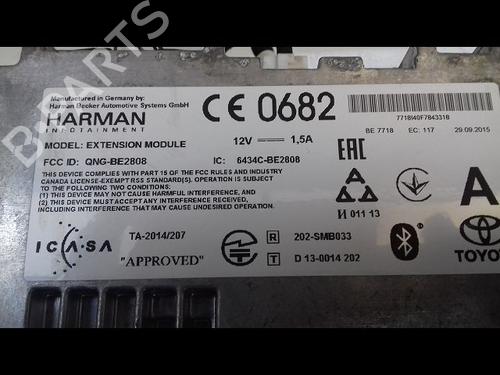 B-PARTS
Manufactured in Germany by:
Harman Becker Automotive Systems GmbH
HARMAN
INFOTAINMENT
CE 0682
7718I40F7843318
MODEL: EXTENSION MODULE
12V 1,5A
BE 7718 EC: 117 29.09.2015
FCC ID: QNG-BE2808
IC: 6434C-BE2808
EAC
THIS DEVICE COMPLIES WITH PART 15 OF THE FCC RULES AND INDUSTRY
CANADA LICENSE-EXEMPT RSS STANDARD(S). OPERATION IS SUBJECT TO
THE FOLLOWING TWO CONDITIONS:
(1) THIS DEVICE MAY NOT CAUSE HARMFUL INTERFERENCE, AND
(2) THIS DEVICE MUST ACCEPT ANY INTERFERENCE, INCLUDING
INTERFERENCE THAT MAY CAUSE UNDESIRED OPERATION.
И 011 13
A
ICASA
TA-2014/207
"APPROVED"
R 202-SMB033
T D 13-0014 202
TOYO